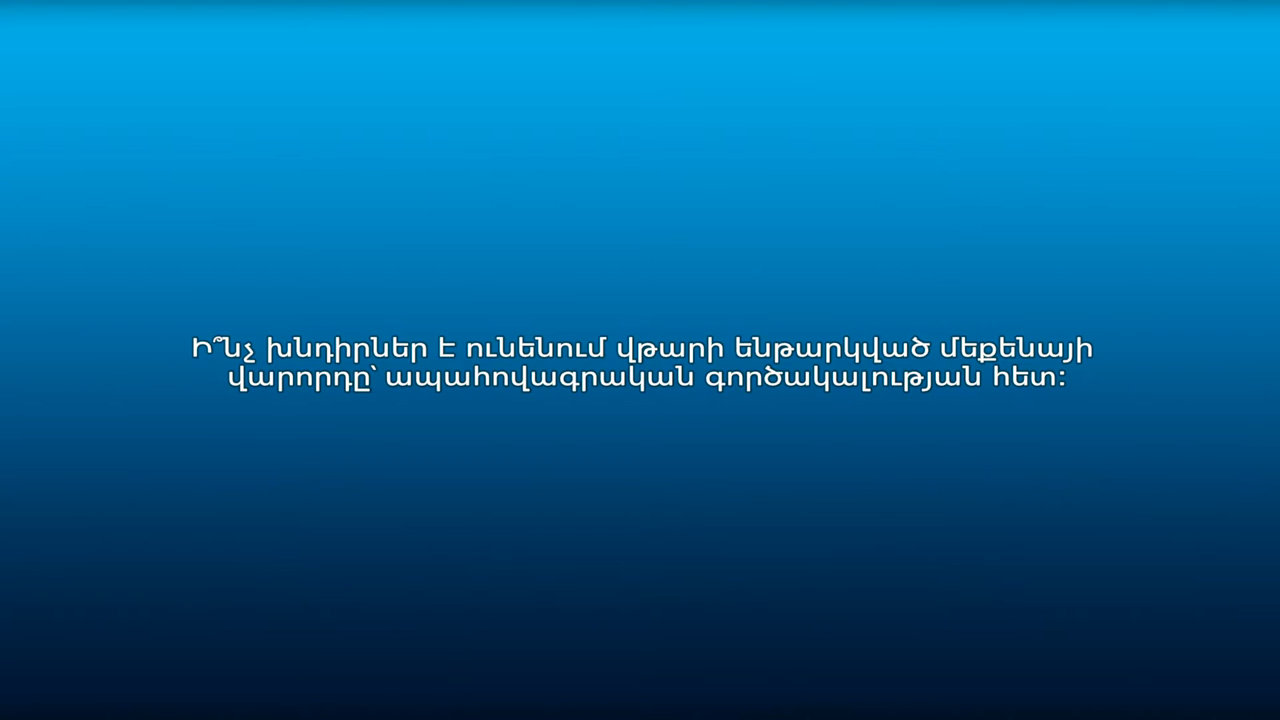 Ի՞նչ խնդիրներ է ունենում վթարի ենթարկված մեքենայի
վարորդը՝ ապահովագրական գործակալության հետ: